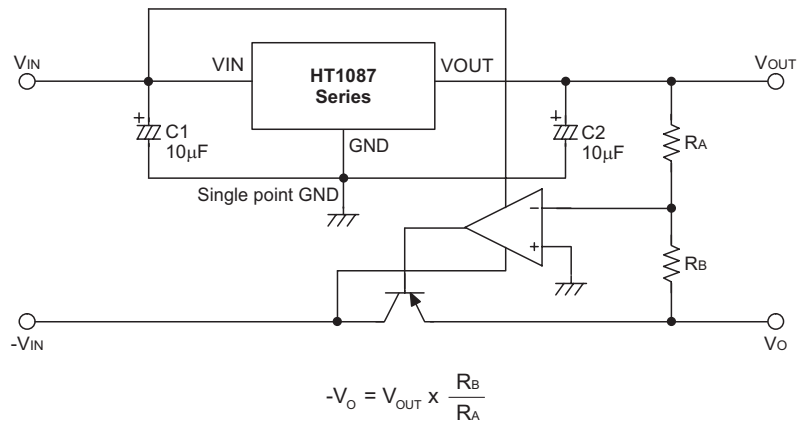 VIN
VIN
HT1087
Series
VOUT
VOUT
+
C1
10µF
GND
+
C2
10µF
RA
Single point GND
−
+
RB
-VIN
VO
-VO = VOUT x RB
RA